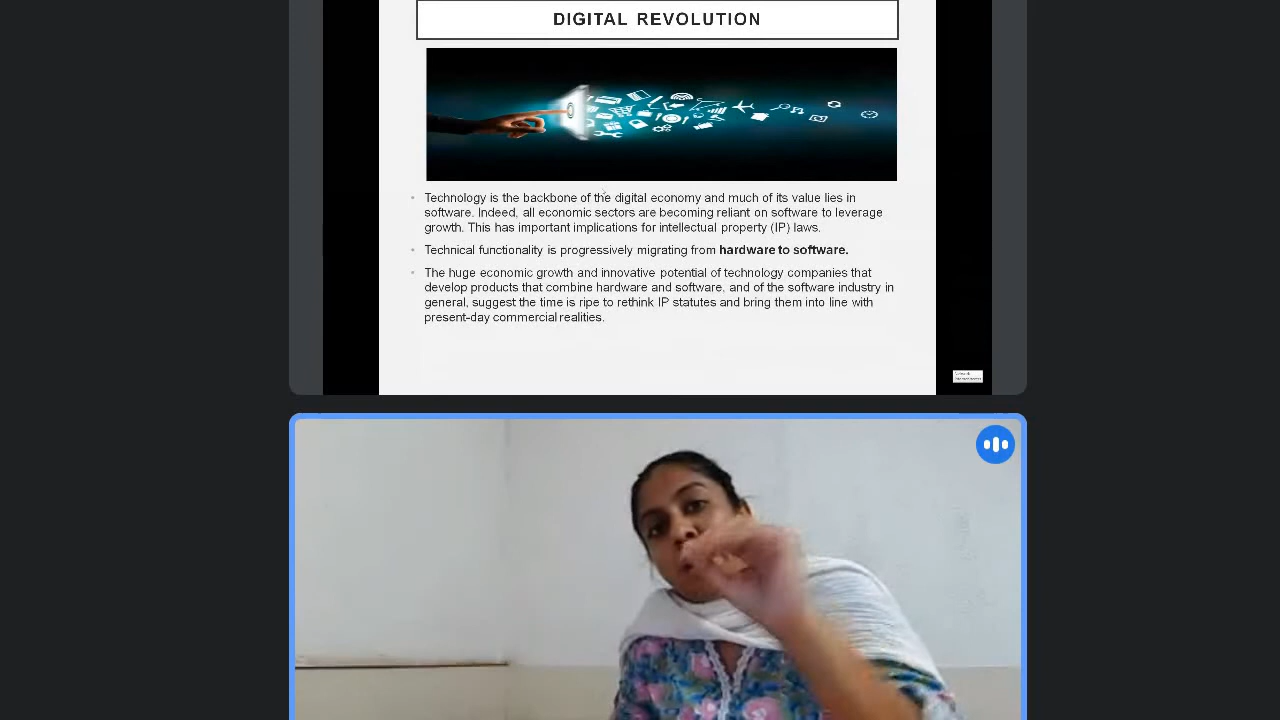 DIGITAL REVOLUTION
Technology is the backbone of the digital economy and much of its value lies in
software. Indeed, all economic sectors are becoming reliant on software to leverage
growth. This has important implications for intellectual property (IP) laws.
Technical functionality is progressively migrating from hardware to software.
The huge economic growth and innovative potential of technology companies that
develop products that combine hardware and software, and of the software industry in
general, suggest the time is ripe to rethink IP statutes and bring them into line with
present-day commercial realities.